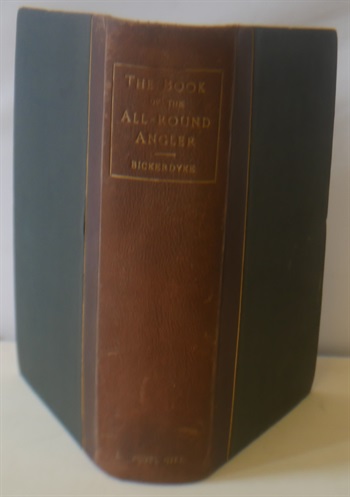 THE BOOK
OF THE
ALL-ROUND
ANGLER
BICKERDYKE